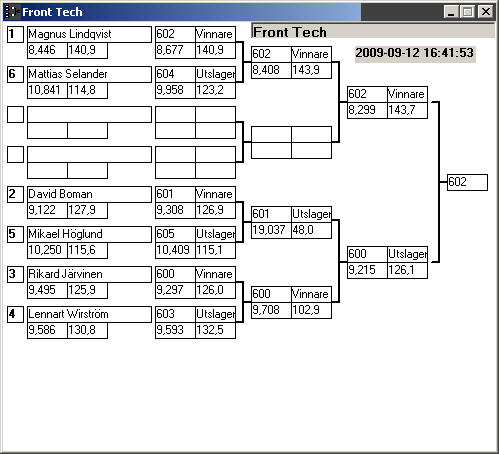 Front Tech
Front Tech
2009-09-12 16:41:53
1 Magnus Lindqvist 602 Vinnare
8,446 140,9 8,677 140,9
602 Vinnare
8,408 143,9
6 Mattias Selander 604 Utslagen
10,841 114,8 9,958 123,2
602 Vinnare
8,299 143,7
602
2 David Boman 601 Vinnare
9,122 127,9 9,308 126,9
601 Utslagen
19,037 48,0
5 Mikael Höglund 605 Utslagen
10,250 115,6 10,409 115,1
600 Utslagen
9,215 126,1
3 Rikard Järvinen 600 Vinnare
9,495 125,9 9,297 126,0
600 Vinnare
9,708 102,9
4 Lennart Wirström 603 Utslagen
9,586 130,8 9,593 132,5